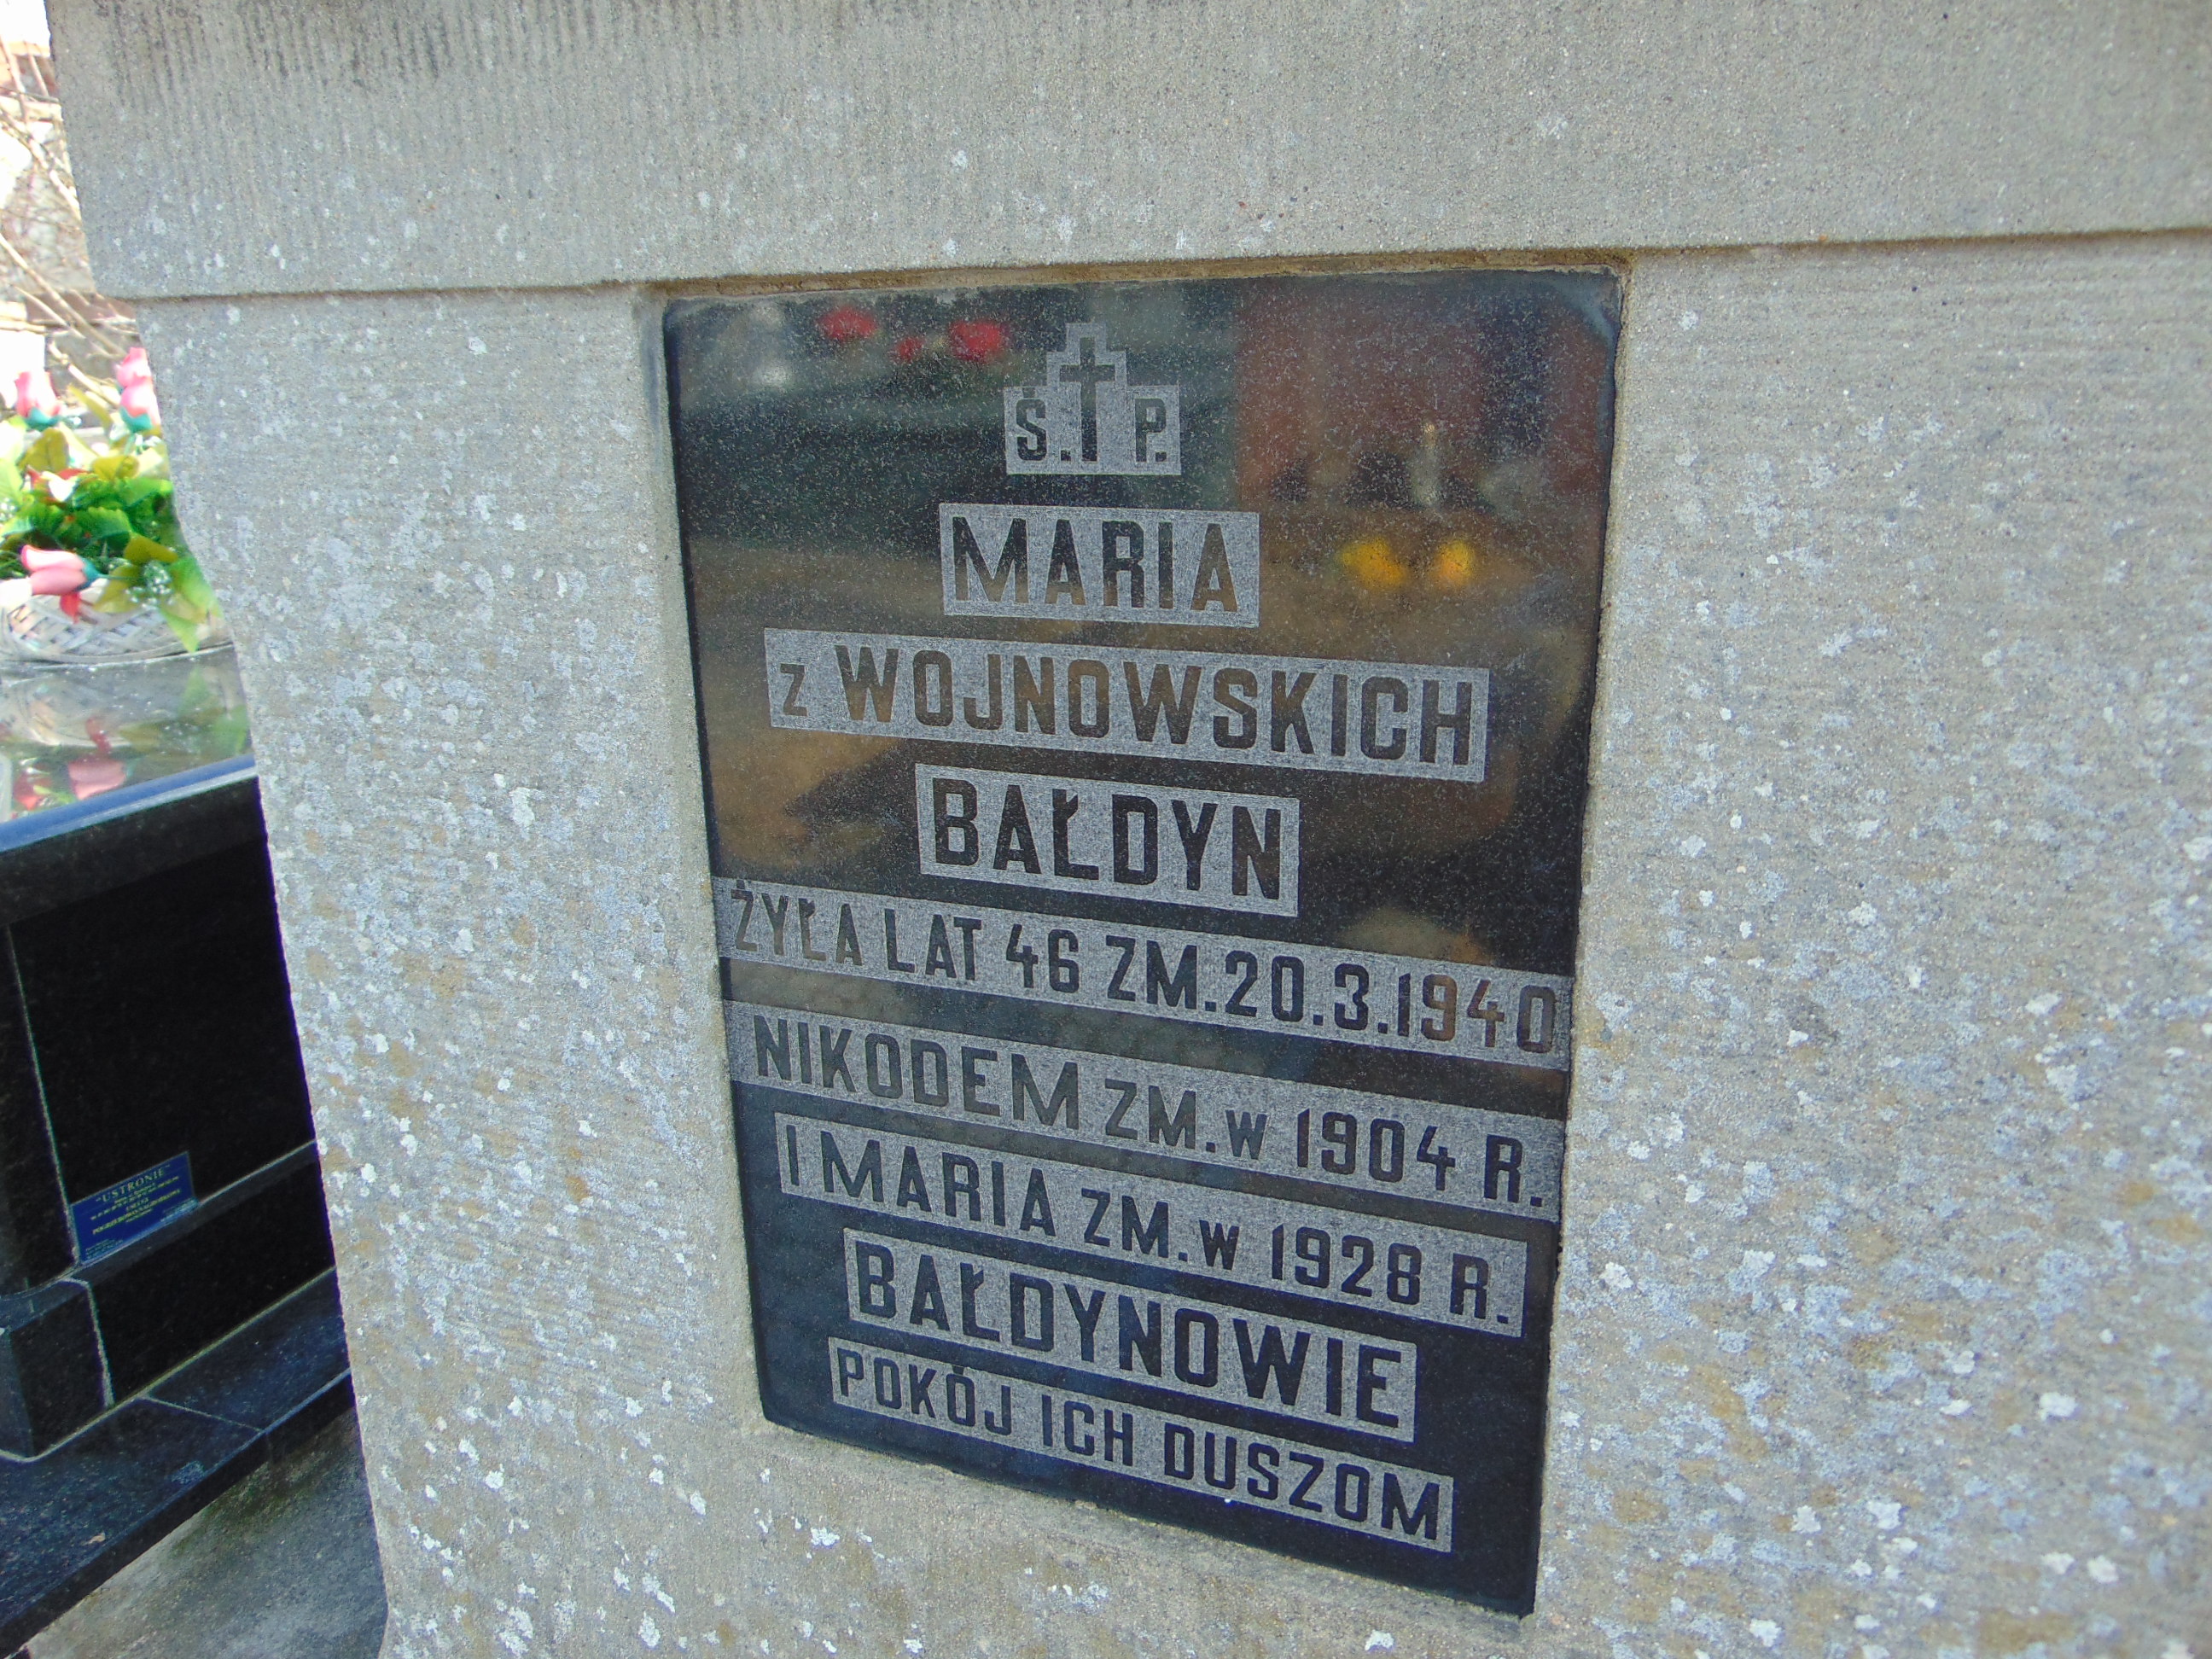 Ś. P.
MARIA
z WOJNOWSKICH
BAŁDYN
ŻYŁA LAT 46 ZM. 20.3.1940
NIKODEM ZM. w 1904 R.
I MARIA ZM. w 1928 R.
BAŁDYNOWIE
POKÓJ ICH DUSZOM
"USTRONIE"